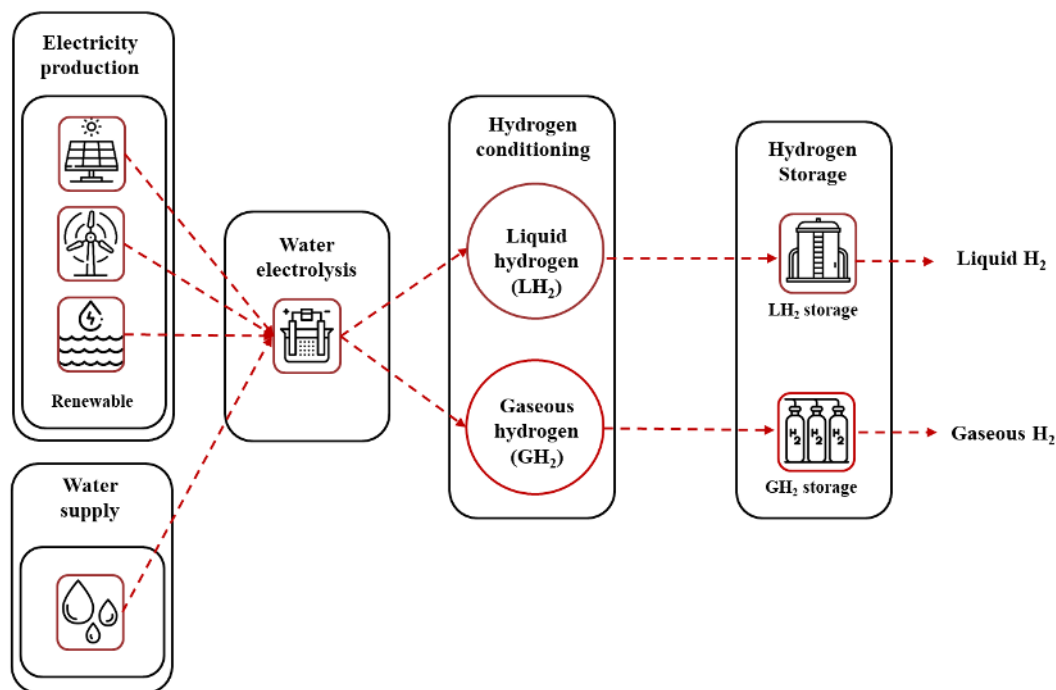 Electricity
production
Renewable
Water
supply
Water
electrolysis
+ −
Hydrogen
conditioning
Liquid
hydrogen
(LH₂)
Gaseous
hydrogen
(GH₂)
Hydrogen
Storage
LH₂ storage
H₂ H₂ H₂
GH₂ storage
Liquid H₂
Gaseous H₂